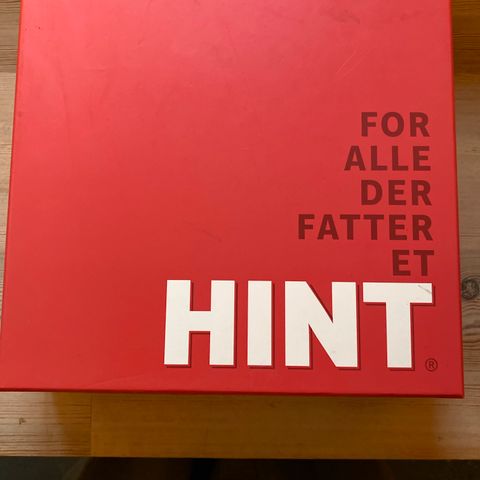 FOR
ALLE
DER
FATTER
ET
HINT®